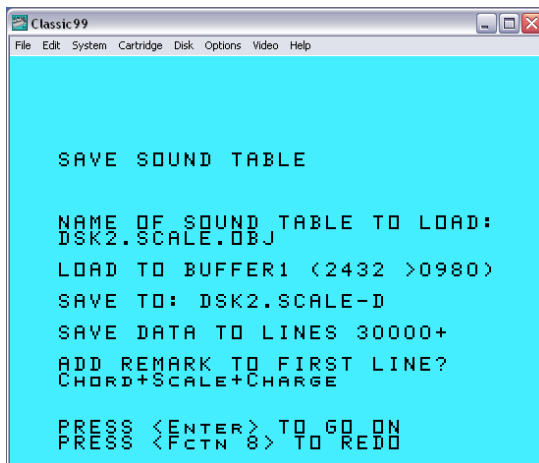 Classic99
File Edit System Cartridge Disk Options Video Help
SAVE SOUND TABLE
NAME OF SOUND TABLE TO LOAD:
DSK2.SCALE.OBJ
LOAD TO BUFFER1 (2432 >0980)
SAVE TO: DSK2.SCALE-D
SAVE DATA TO LINES 30000+
ADD REMARK TO FIRST LINE?
Chord+Scale+Charge
PRESS <Enter> TO GO ON
PRESS <Fctn 8> TO REDO